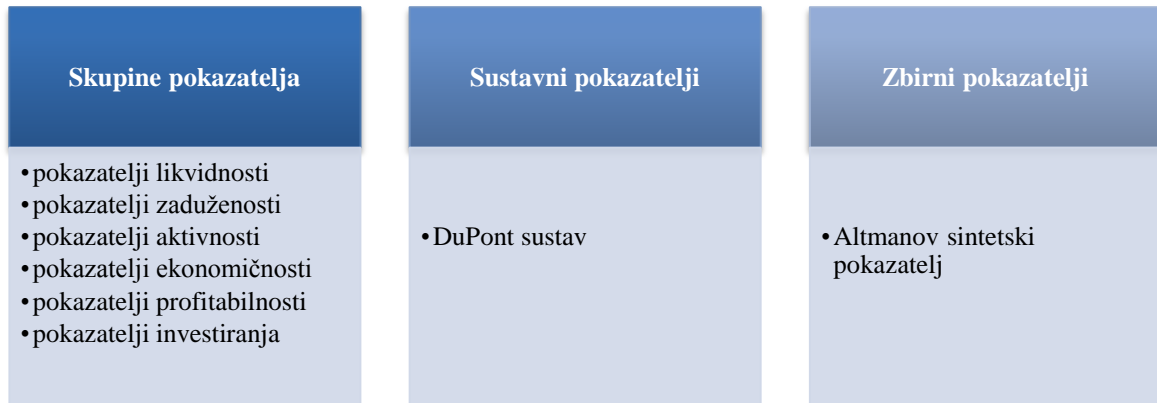 Skupine pokazatelja
•pokazatelji likvidnosti
•pokazatelji zaduženosti
•pokazatelji aktivnosti
•pokazatelji ekonomičnosti
•pokazatelji profitabilnosti
•pokazatelji investiranja
Sustavni pokazatelji
•DuPont sustav
Zbirni pokazatelji
•Altmanov sintetski
pokazatelj